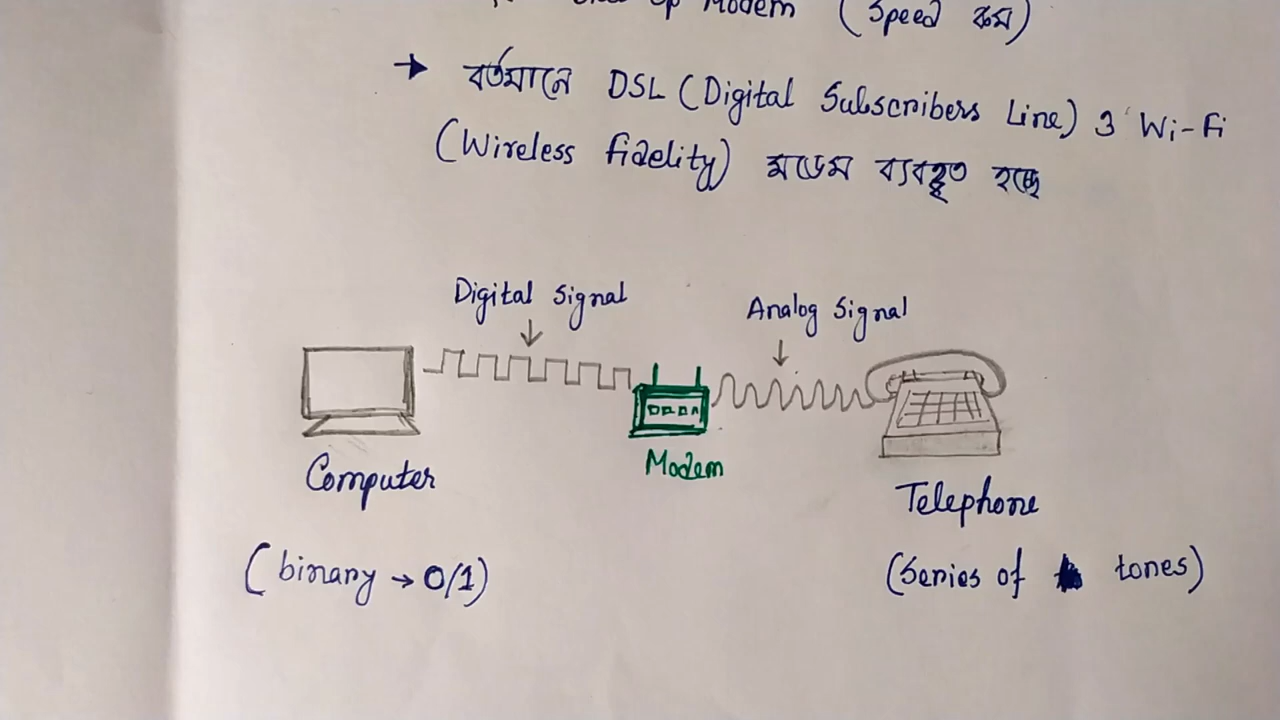 up Modem (Speed কম)
→ বর্তমানে DSL (Digital Subscribers Line) ও Wi-Fi
(Wireless Fidelity) মডেম ব্যবহৃত হচ্ছে
Digital Signal
Analog Signal
Modem
Computer
Telephone
(binary → 0/1)
(Series of tones)